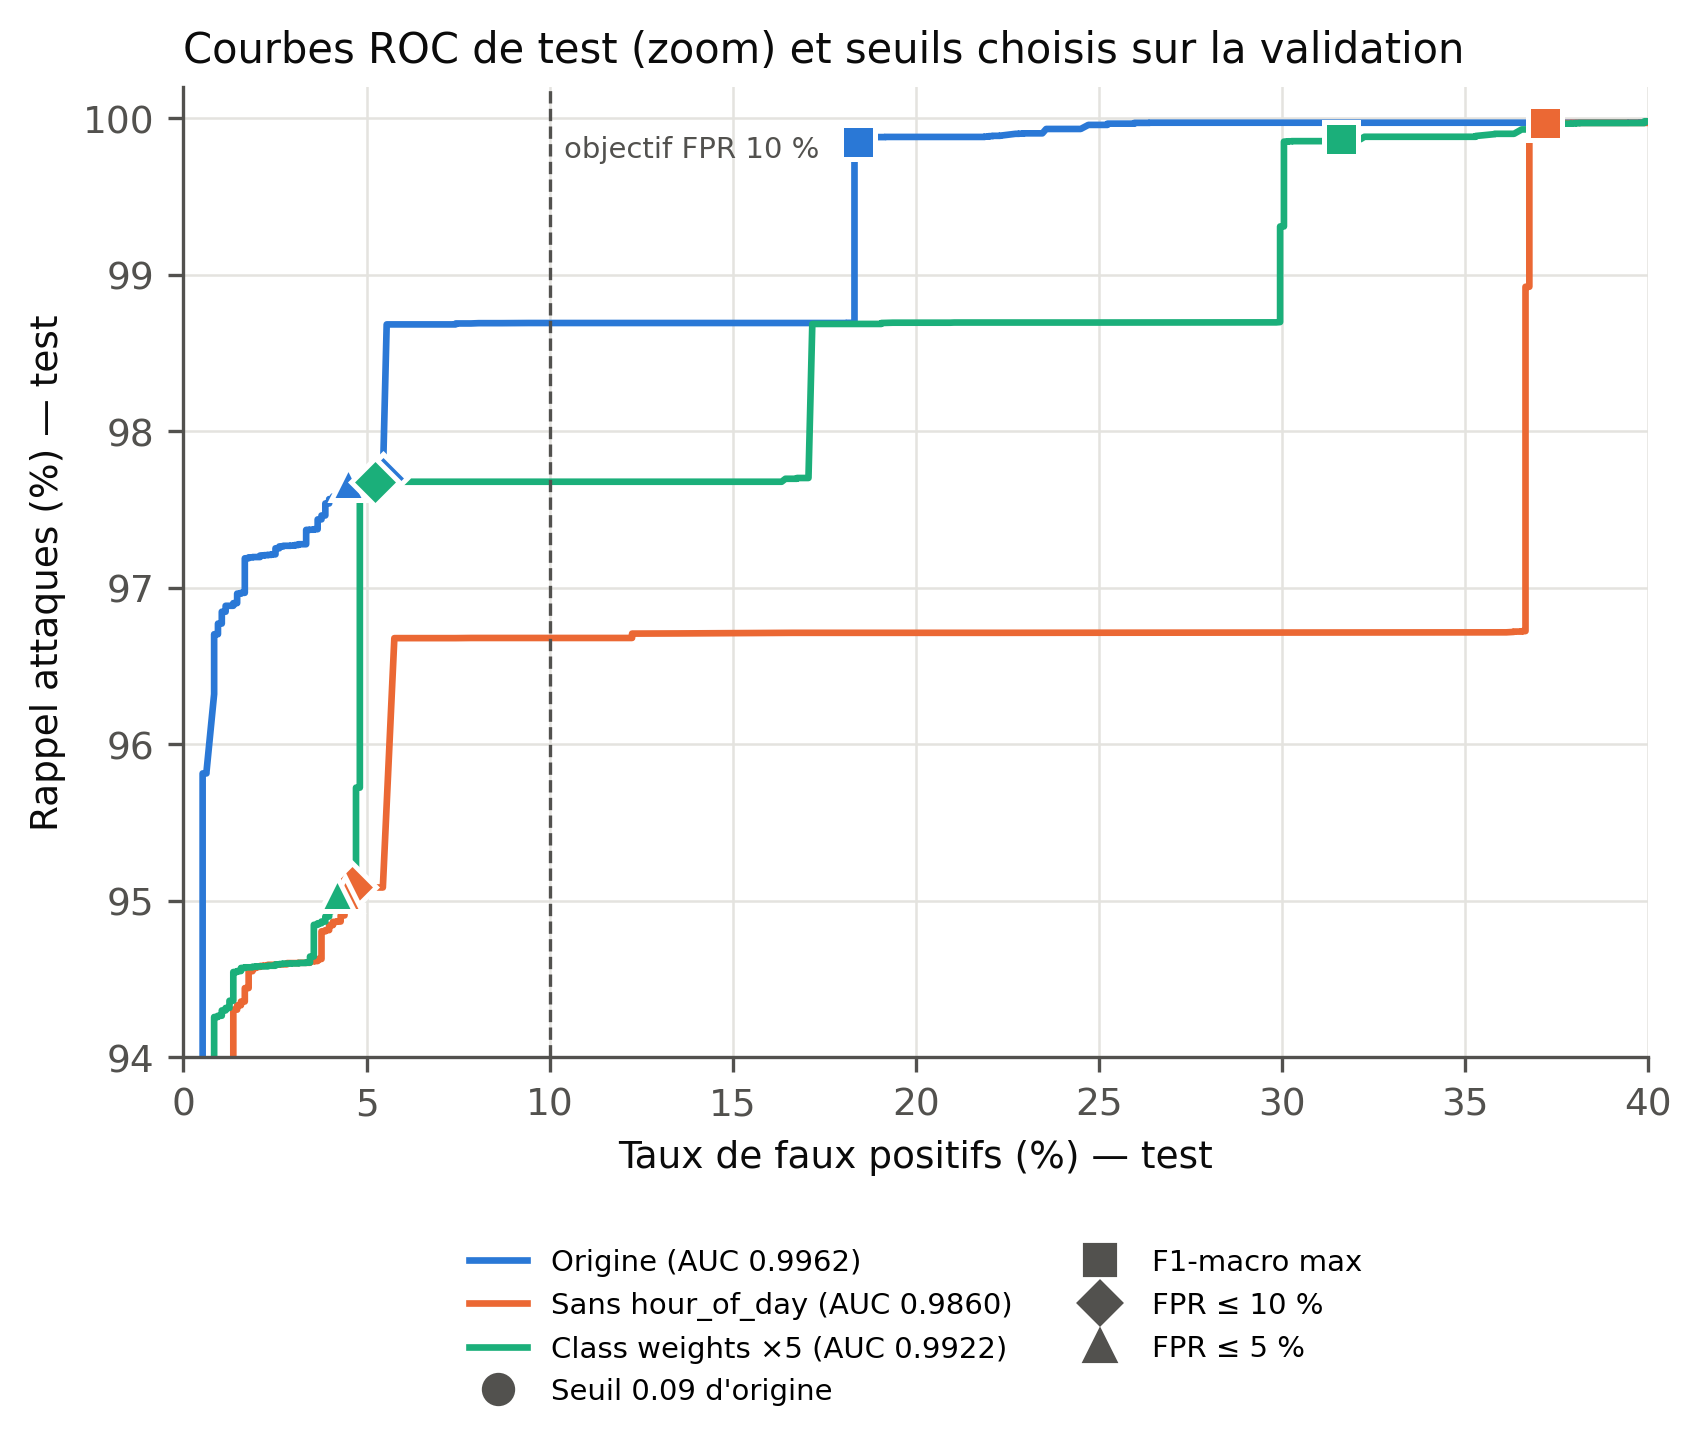 Courbes ROC de test (zoom) et seuils choisis sur la validation
objectif FPR 10 %
Rappel attaques (%) — test
100
99
98
97
96
95
94
0 5 10 15 20 25 30 35 40
Taux de faux positifs (%) — test
Origine (AUC 0.9962)
Sans hour_of_day (AUC 0.9860)
Class weights ×5 (AUC 0.9922)
Seuil 0.09 d'origine
F1-macro max
FPR ≤ 10 %
FPR ≤ 5 %